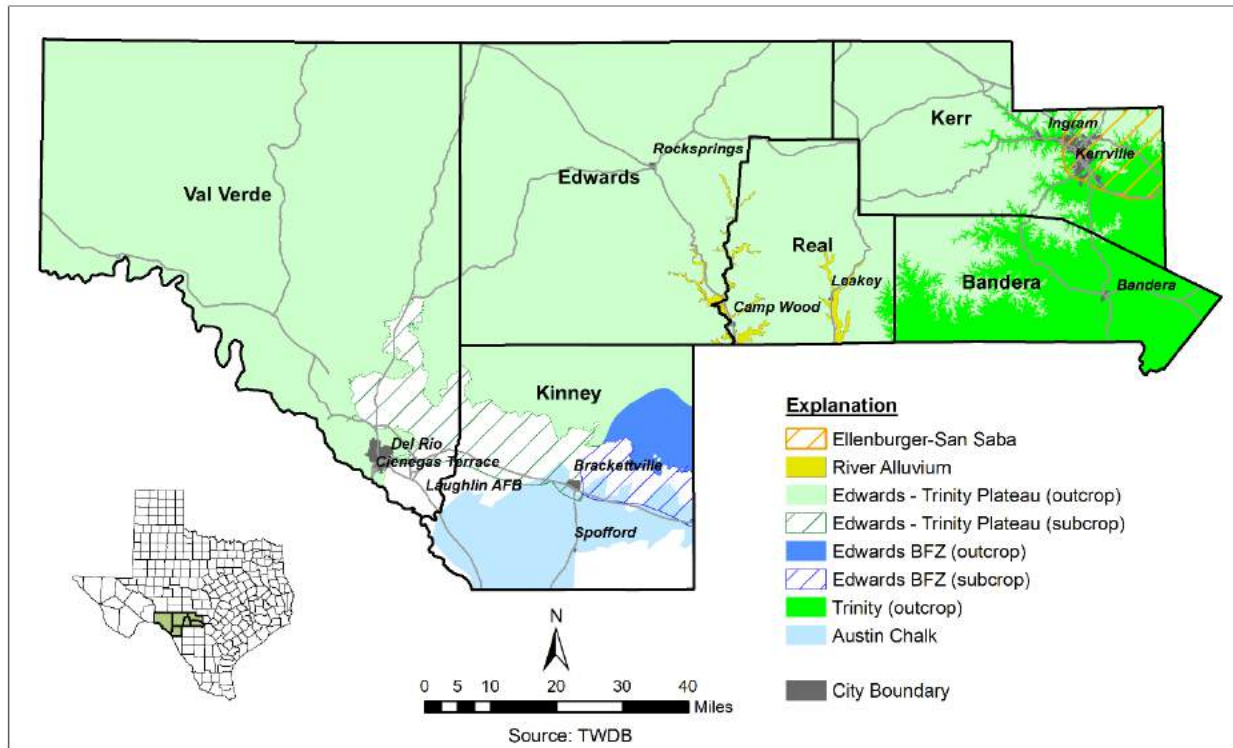 Val Verde
Edwards
Rocksprings
Kerr
Ingram
Kerrville
Real
Leakey
Camp Wood
Bandera
Bandera
Kinney
Del Rio
Cienegas Terrace
Laughlin AFB
Brackettville
Spofford
Explanation
Ellenburger-San Saba
River Alluvium
Edwards - Trinity Plateau (outcrop)
Edwards - Trinity Plateau (subcrop)
Edwards BFZ (outcrop)
Edwards BFZ (subcrop)
Trinity (outcrop)
Austin Chalk
City Boundary
N
0 5 10 20 30 40
Miles
Source: TWDB